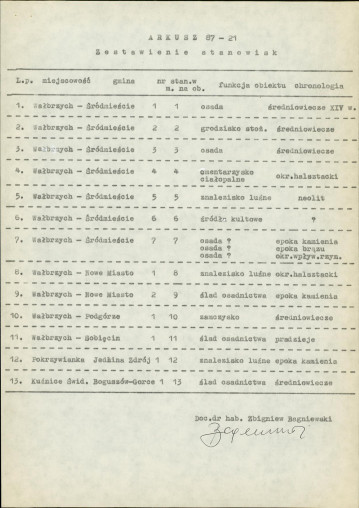 ARKUSZ 87 - 21
Zestawienie stanowisk
L.p. miejscowość gmina nr stan.w m. na ob. funkcja obiektu chronologia
1. Wałbrzych - Śródmieście 1 1 osada średniowiecze XIV w.
2. Wałbrzych - Śródmieście 2 2 grodzisko stoż. średniowiecze
3. Wałbrzych - Śródmieście 3 3 osada średniowiecze
4. Wałbrzych - Śródmieście 4 4 cmentarzysko ciałopalne okr.halsztacki
5. Wałbrzych - Śródmieście 5 5 znalezisko luźne neolit
6. Wałbrzych - Śródmieście 6 6 źródło kultowe ?
7. Wałbrzych - Śródmieście 7 7 osada ? epoka kamienia
osada ? epoka brązu
osada ? okr.wpływ.rzym.
8. Wałbrzych - Nowe Miasto 1 8 znalezisko luźne okr.halsztacki
9. Wałbrzych - Nowe Miasto 2 9 ślad osadnictwa epoka kamienia
10. Wałbrzych - Podgórze 1 10 zameczysko średniowiecze
11. Wałbrzych - Sobięcin 1 11 ślad osadnictwa pradzieje
12. Pokrzywianka Jedlina Zdrój 1 12 znalezisko luźne epoka kamienia
13. Kuźnice Świd. Boguszów-Gorce 1 13 ślad osadnictwa średniowiecze
Doc.dr hab. Zbigniew Bagniewski